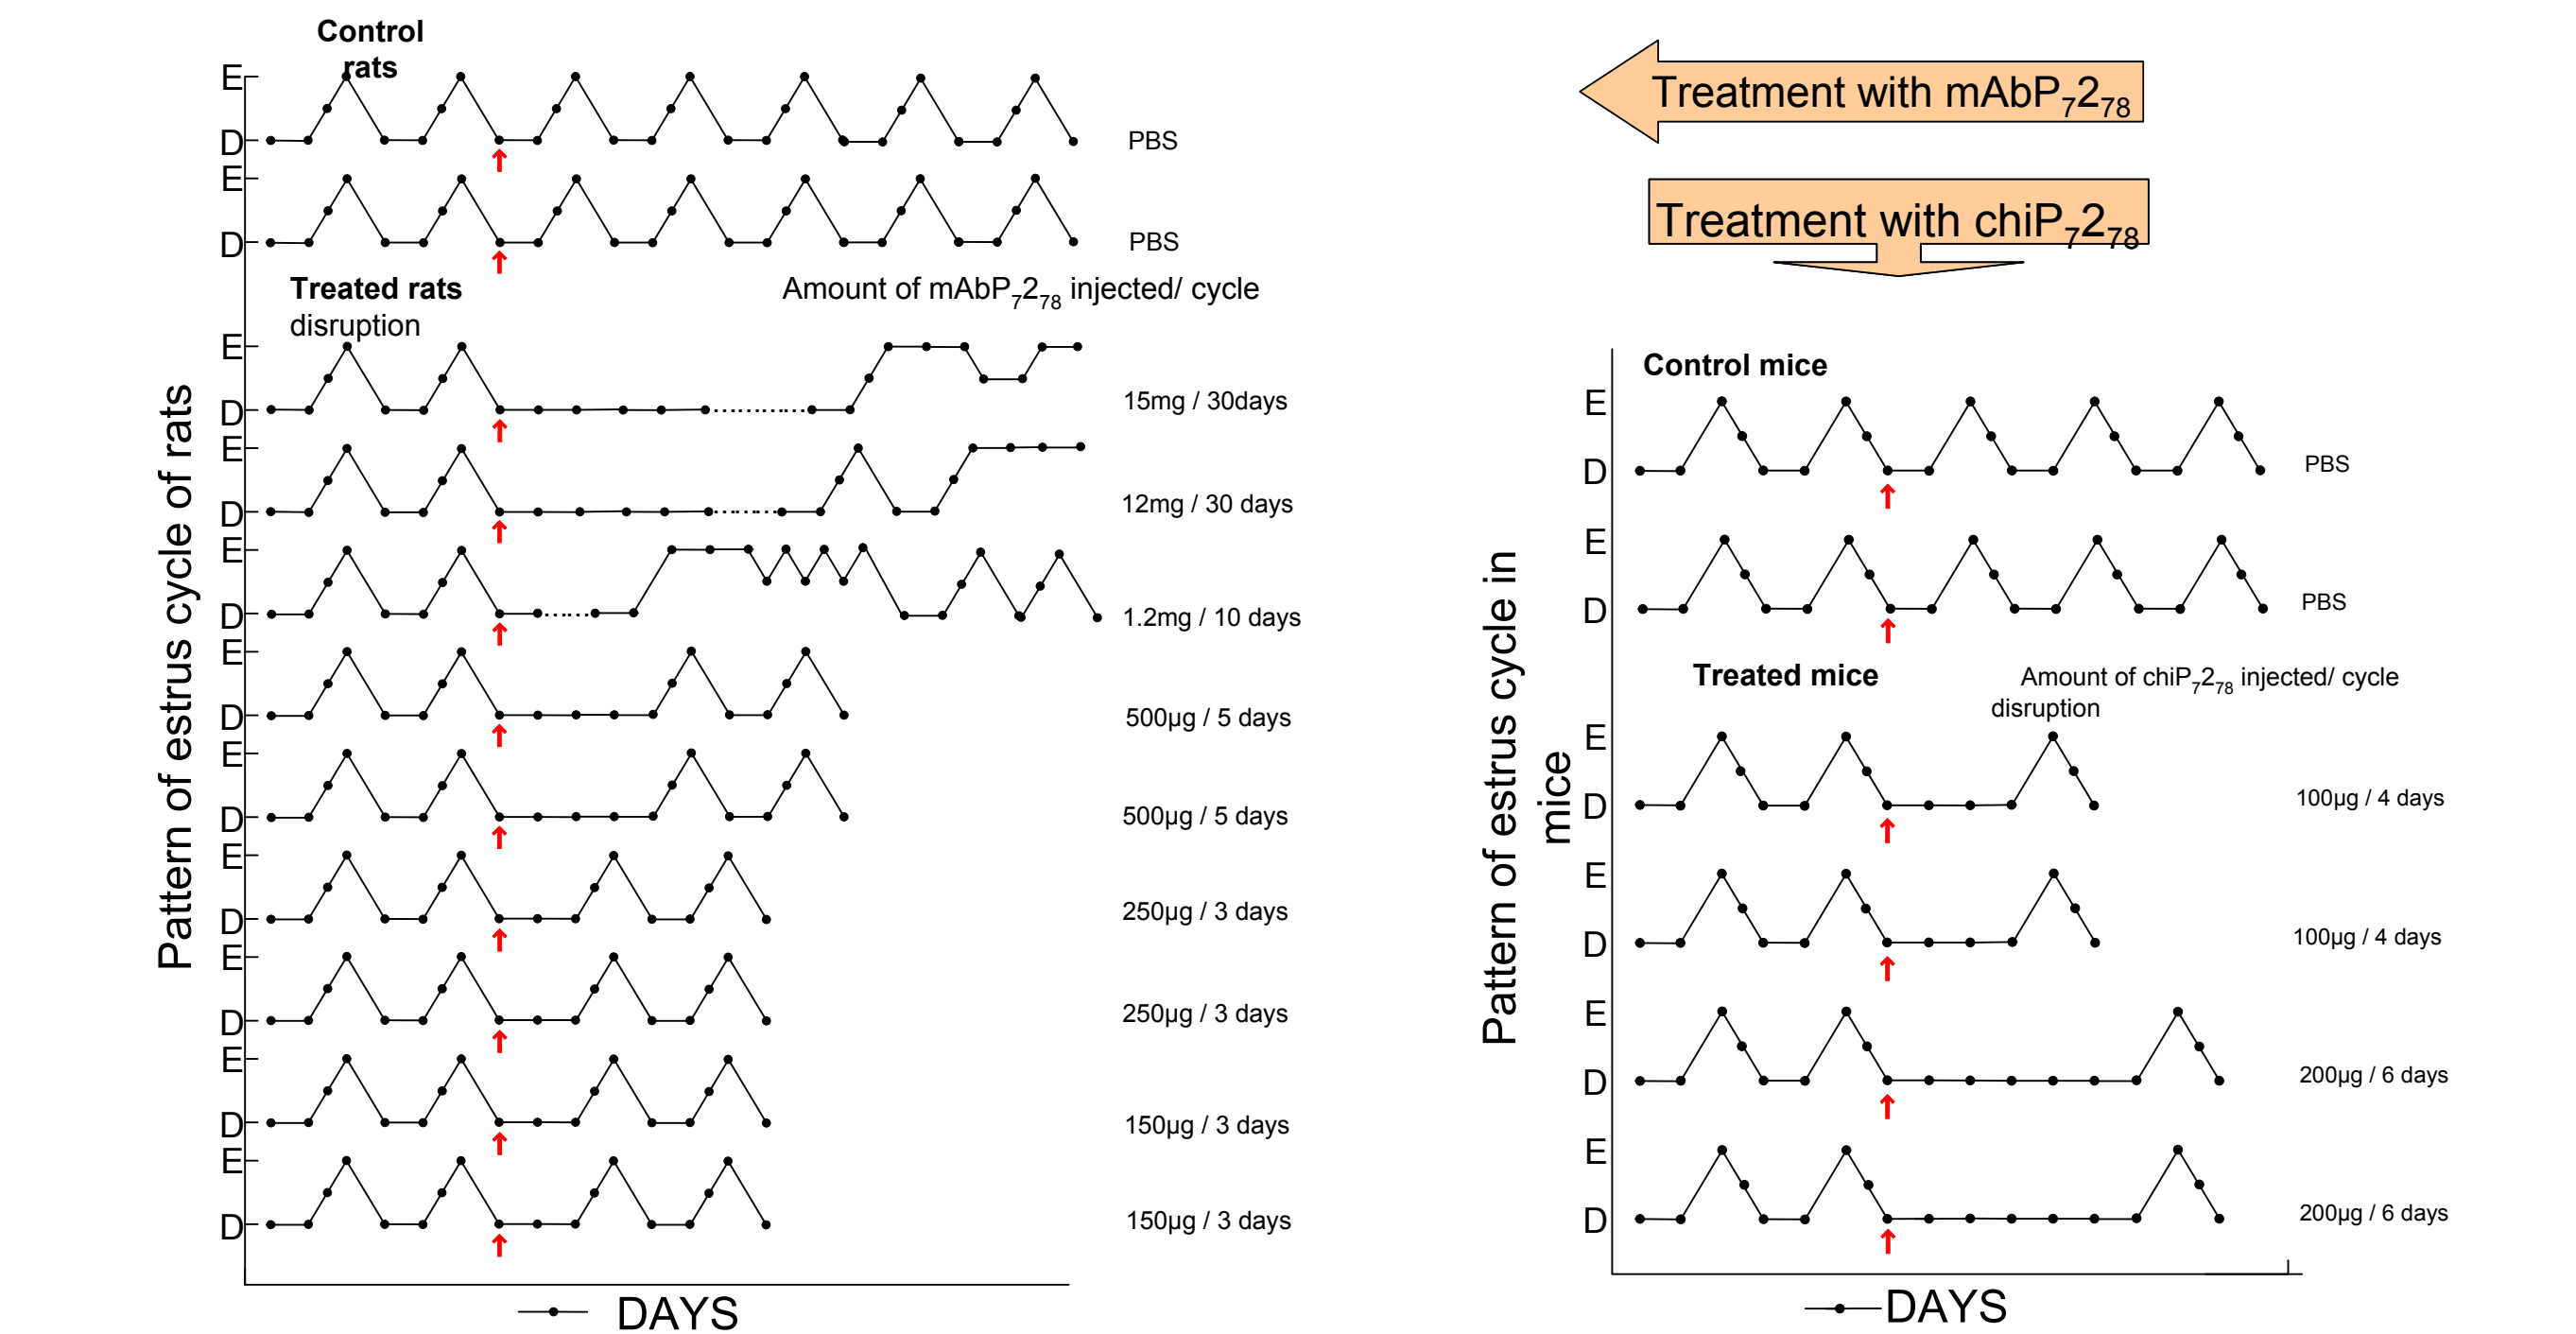 Control
rats
E
D
PBS
E
D
PBS
Treated rats
disruption
Amount of mAbP₇2₇₈ injected/ cycle
E
D
15mg / 30days
E
D
12mg / 30 days
E
D
1.2mg / 10 days
E
D
500µg / 5 days
E
D
500µg / 5 days
E
D
250µg / 3 days
E
D
250µg / 3 days
E
D
150µg / 3 days
E
D
150µg / 3 days
Pattern of estrus cycle of rats
DAYS
Treatment with mAbP₇2₇₈
Treatment with chiP₇2₇₈
Control mice
E
D
PBS
E
D
PBS
Treated mice
Amount of chiP₇2₇₈ injected/ cycle
disruption
E
D
100µg / 4 days
E
D
100µg / 4 days
E
D
200µg / 6 days
E
D
200µg / 6 days
Pattern of estrus cycle in
mice
DAYS